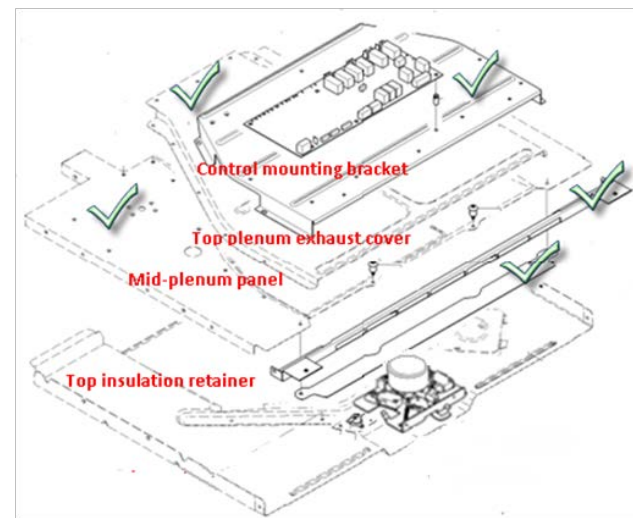 Control mounting bracket
Top plenum exhaust cover
Mid-plenum panel
Top insulation retainer